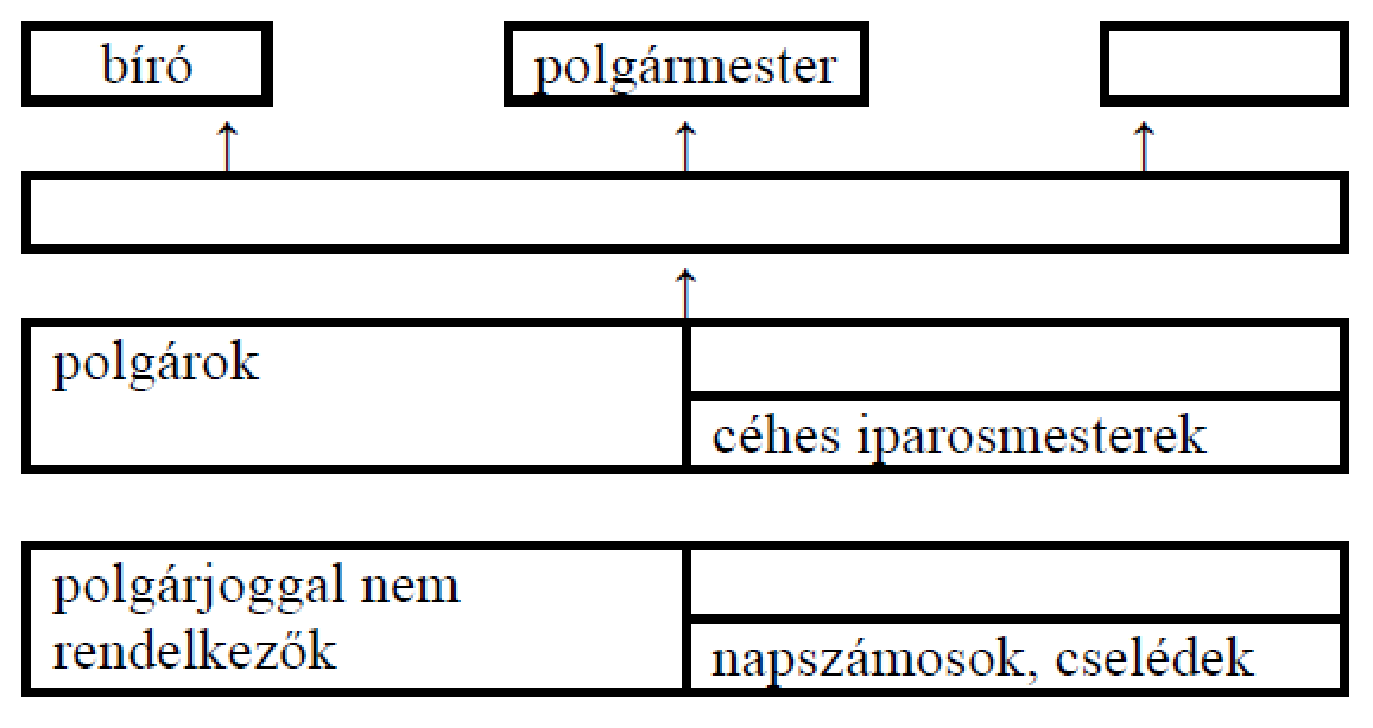 bíró
polgármester
polgárok
céhes iparosmesterek
polgárjoggal nem
rendelkezők
napszámosok, cselédek